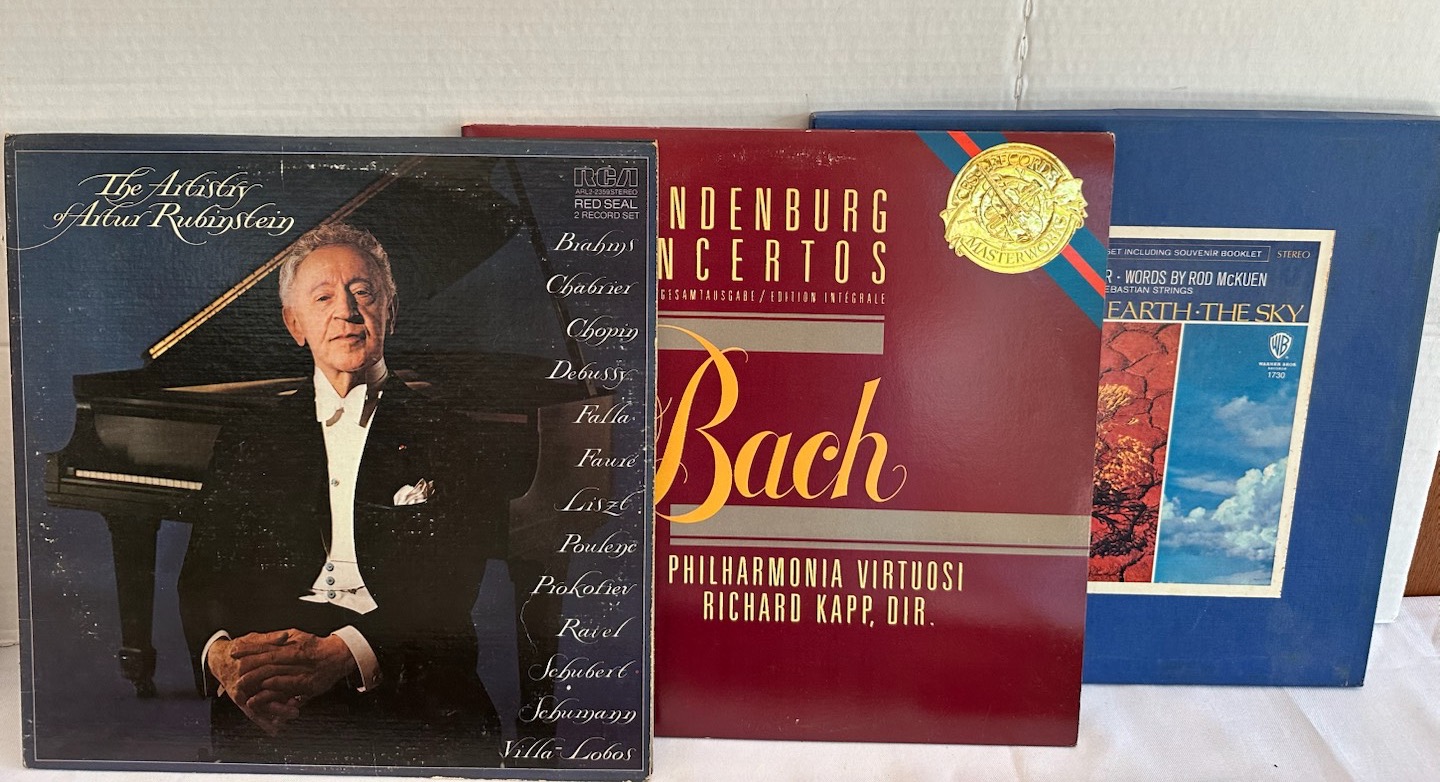 The Artistry
of Artur Rubinstein
RCA
ARL2-2359 STEREO
RED SEAL
2 RECORD SET
Brahms
Chabrier
Chopin
Debussy
Falla
Fauré
Liszt
Poulenc
Prokofiev
Ravel
Schubert
Schumann
Villa-Lobos
NDENBURG
NCERTOS
GESAMTAUSGABE / EDITION INTÉGRALE
CBS RECORDS
MASTERWORKS
Bach
PHILHARMONIA VIRTUOSI
RICHARD KAPP, DIR.
SET INCLUDING SOUVENIR BOOKLET STEREO
R · WORDS BY ROD McKUEN
EBASTIAN STRINGS
EARTH · THE SKY
WB
WARNER BROS
RECORDS
1730